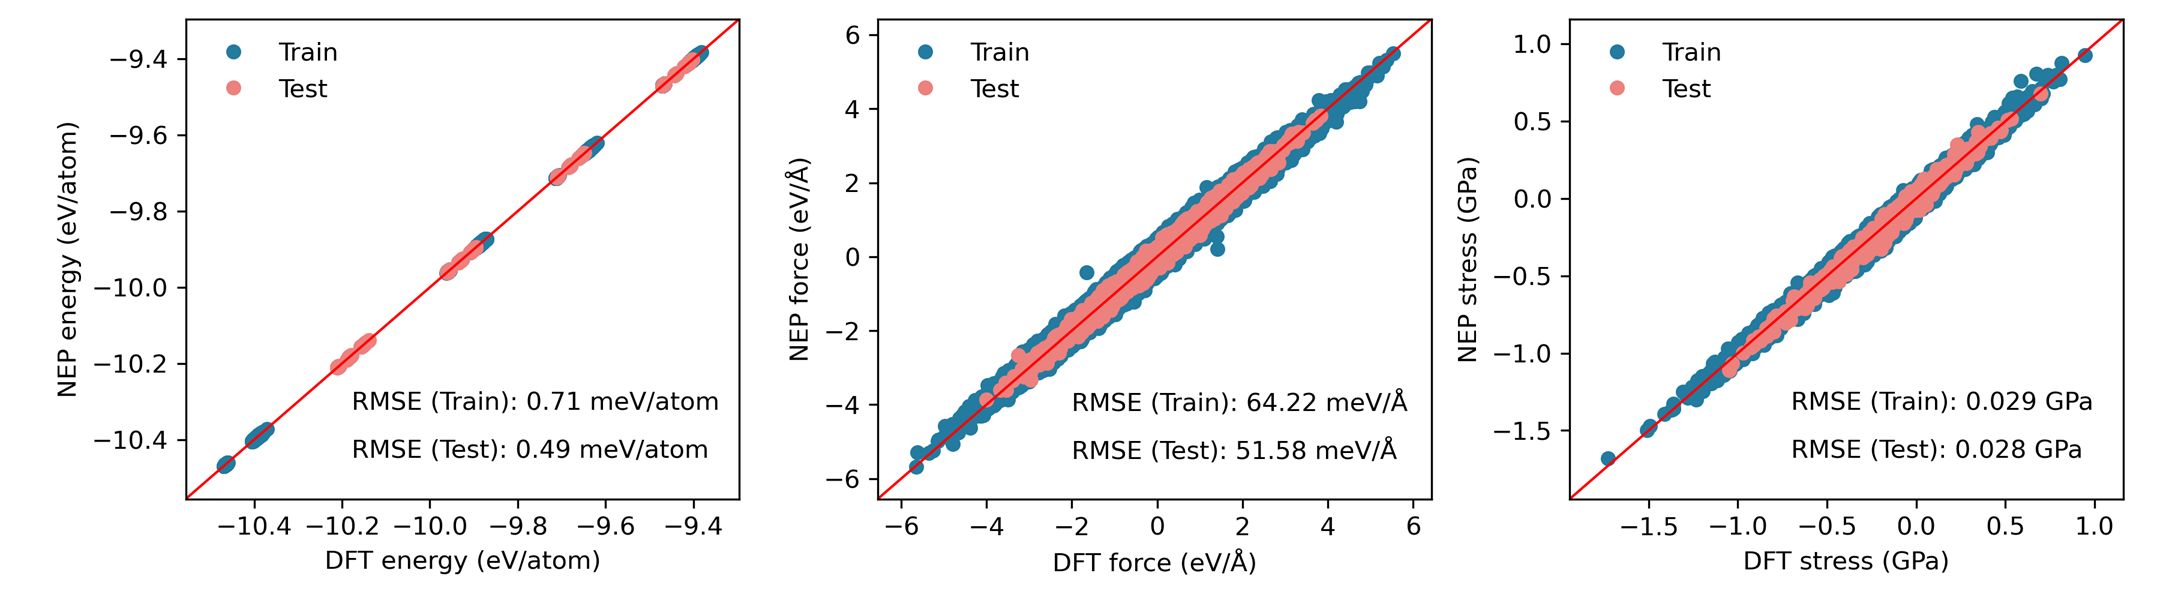 Train
Test
−9.4
−9.6
−9.8
−10.0
−10.2
−10.4
NEP energy (eV/atom)
RMSE (Train): 0.71 meV/atom
RMSE (Test): 0.49 meV/atom
−10.4 −10.2 −10.0 −9.8 −9.6 −9.4
DFT energy (eV/atom)
Train
Test
6
4
2
0
−2
−4
−6
NEP force (eV/Å)
RMSE (Train): 64.22 meV/Å
RMSE (Test): 51.58 meV/Å
−6 −4 −2 0 2 4 6
DFT force (eV/Å)
Train
Test
1.0
0.5
0.0
−0.5
−1.0
−1.5
NEP stress (GPa)
RMSE (Train): 0.029 GPa
RMSE (Test): 0.028 GPa
−1.5 −1.0 −0.5 0.0 0.5 1.0
DFT stress (GPa)